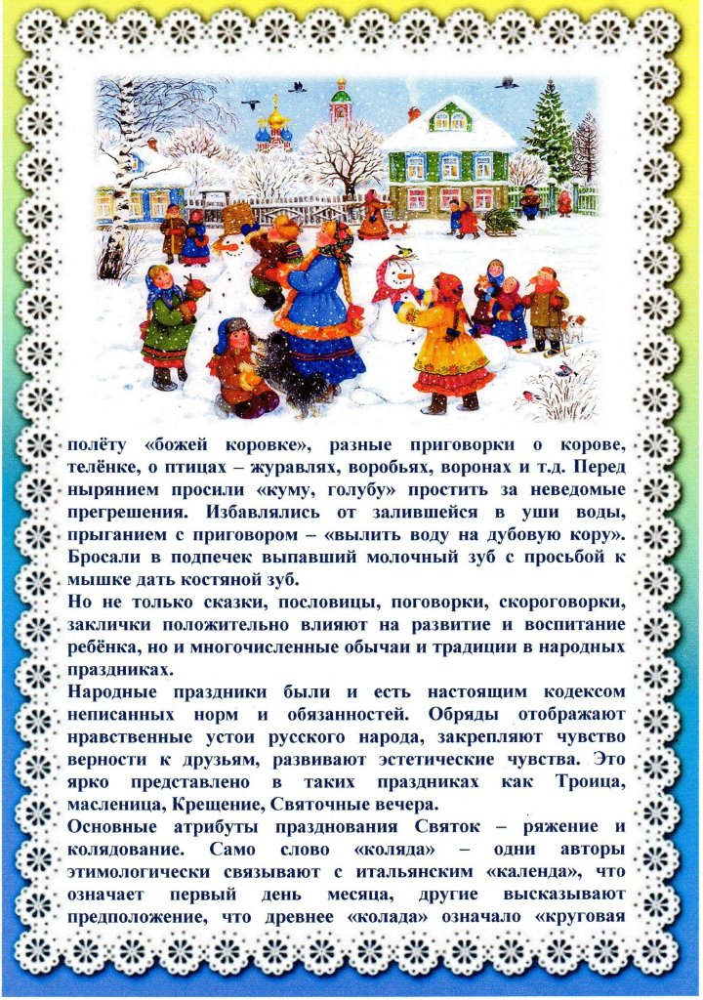 полёту «божей коровке», разные приговорки о корове,
телёнке, о птицах – журавлях, воробьях, воронах и т.д. Перед
нырянием просили «куму, голубу» простить за неведомые
прегрешения. Избавлялись от залившейся в уши воды,
прыганием с приговором – «вылить воду на дубовую кору».
Бросали в подпечек выпавший молочный зуб с просьбой к
мышке дать костяной зуб.
Но не только сказки, пословицы, поговорки, скороговорки,
заклички положительно влияют на развитие и воспитание
ребёнка, но и многочисленные обычаи и традиции в народных
праздниках.
Народные праздники были и есть настоящим кодексом
неписанных норм и обязанностей. Обряды отображают
нравственные устои русского народа, закрепляют чувство
верности к друзьям, развивают эстетические чувства. Это
ярко представлено в таких праздниках как Троица,
масленица, Крещение, Святочные вечера.
Основные атрибуты празднования Святок – ряжение и
колядование. Само слово «коляда» – одни авторы
этимологически связывают с итальянским «календа», что
означает первый день месяца, другие высказывают
предположение, что древнее «колада» означало «круговая